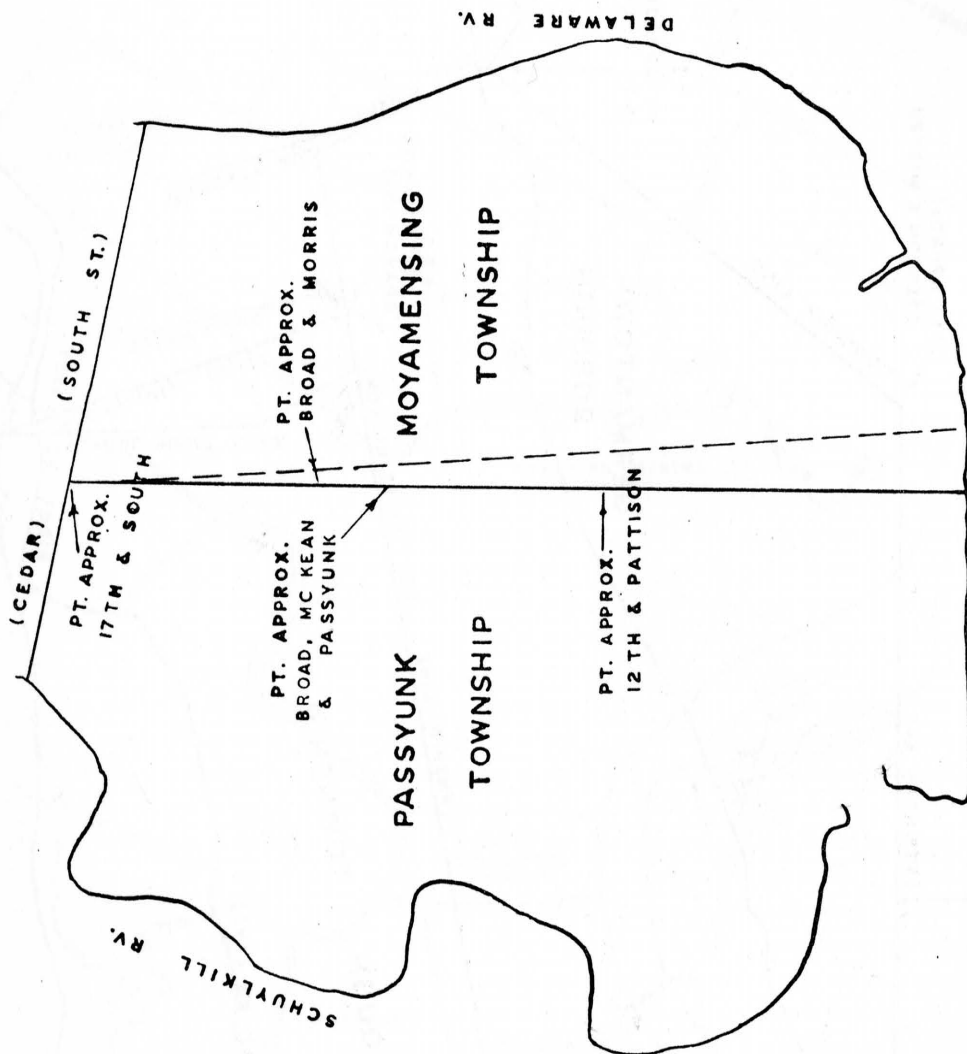 DELAWARE RV.
(SOUTH ST.)
(CEDAR)
PT. APPROX.
17TH & SOUTH
PT. APPROX.
BROAD & MORRIS
PT. APPROX.
BROAD, MC KEAN
& PASSYUNK
PT. APPROX.
12TH & PATTISON
MOYAMENSING
TOWNSHIP
PASSYUNK
TOWNSHIP
SCHUYLKILL RV.